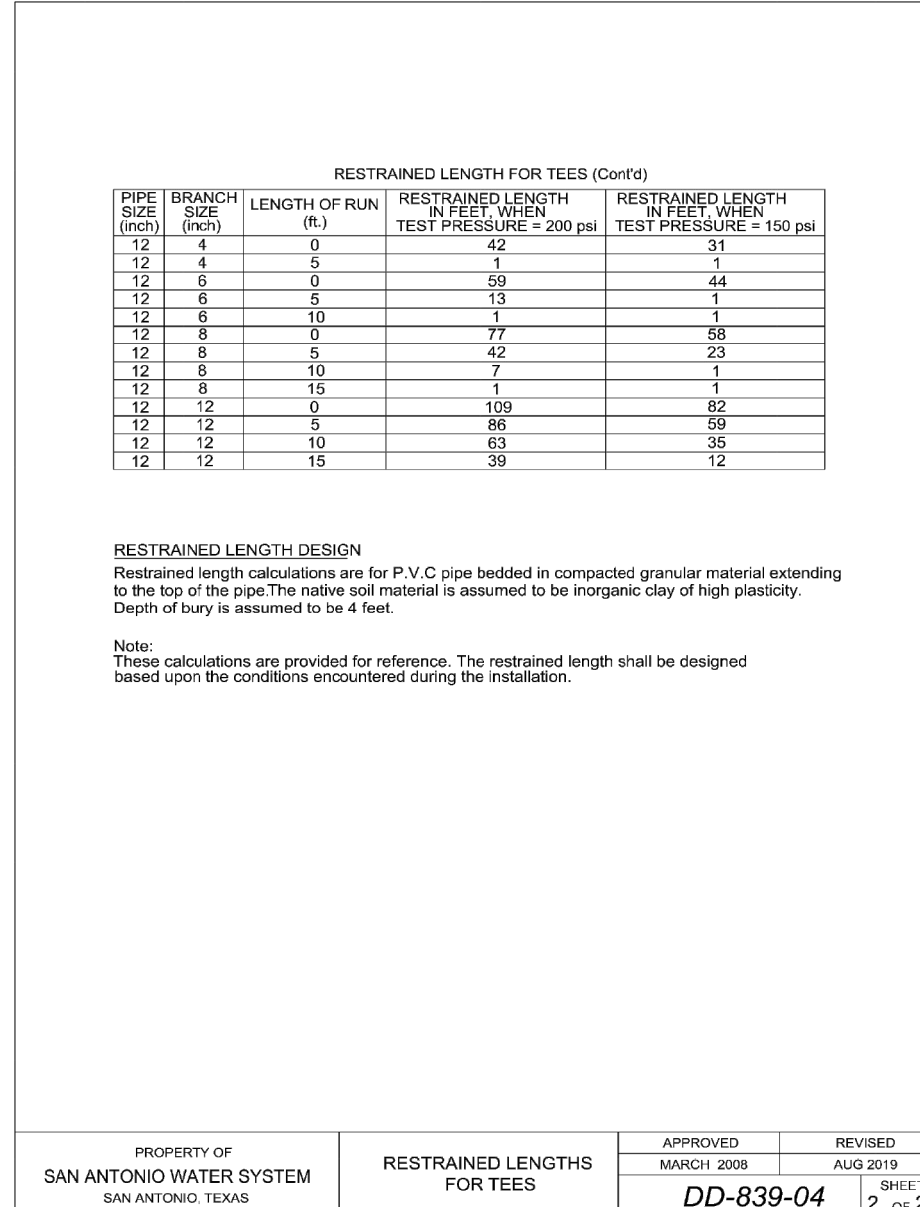 RESTRAINED LENGTH FOR TEES (Cont'd)
PIPE SIZE (inch) BRANCH SIZE (inch) LENGTH OF RUN (ft.) RESTRAINED LENGTH IN FEET, WHEN TEST PRESSURE = 200 psi RESTRAINED LENGTH IN FEET, WHEN TEST PRESSURE = 150 psi
12 4 0 42 31
12 4 5 1 1
12 6 0 59 44
12 6 5 13 1
12 6 10 1 1
12 8 0 77 58
12 8 5 42 23
12 8 10 7 1
12 8 15 1 1
12 12 0 109 82
12 12 5 86 59
12 12 10 63 35
12 12 15 39 12
RESTRAINED LENGTH DESIGN
Restrained length calculations are for P.V.C pipe bedded in compacted granular material extending
to the top of the pipe.The native soil material is assumed to be inorganic clay of high plasticity.
Depth of bury is assumed to be 4 feet.
Note:
These calculations are provided for reference. The restrained length shall be designed
based upon the conditions encountered during the installation.
PROPERTY OF
SAN ANTONIO WATER SYSTEM
SAN ANTONIO, TEXAS
RESTRAINED LENGTHS
FOR TEES
APPROVED REVISED
MARCH 2008 AUG 2019
DD-839-04
SHEET
2 OF 2